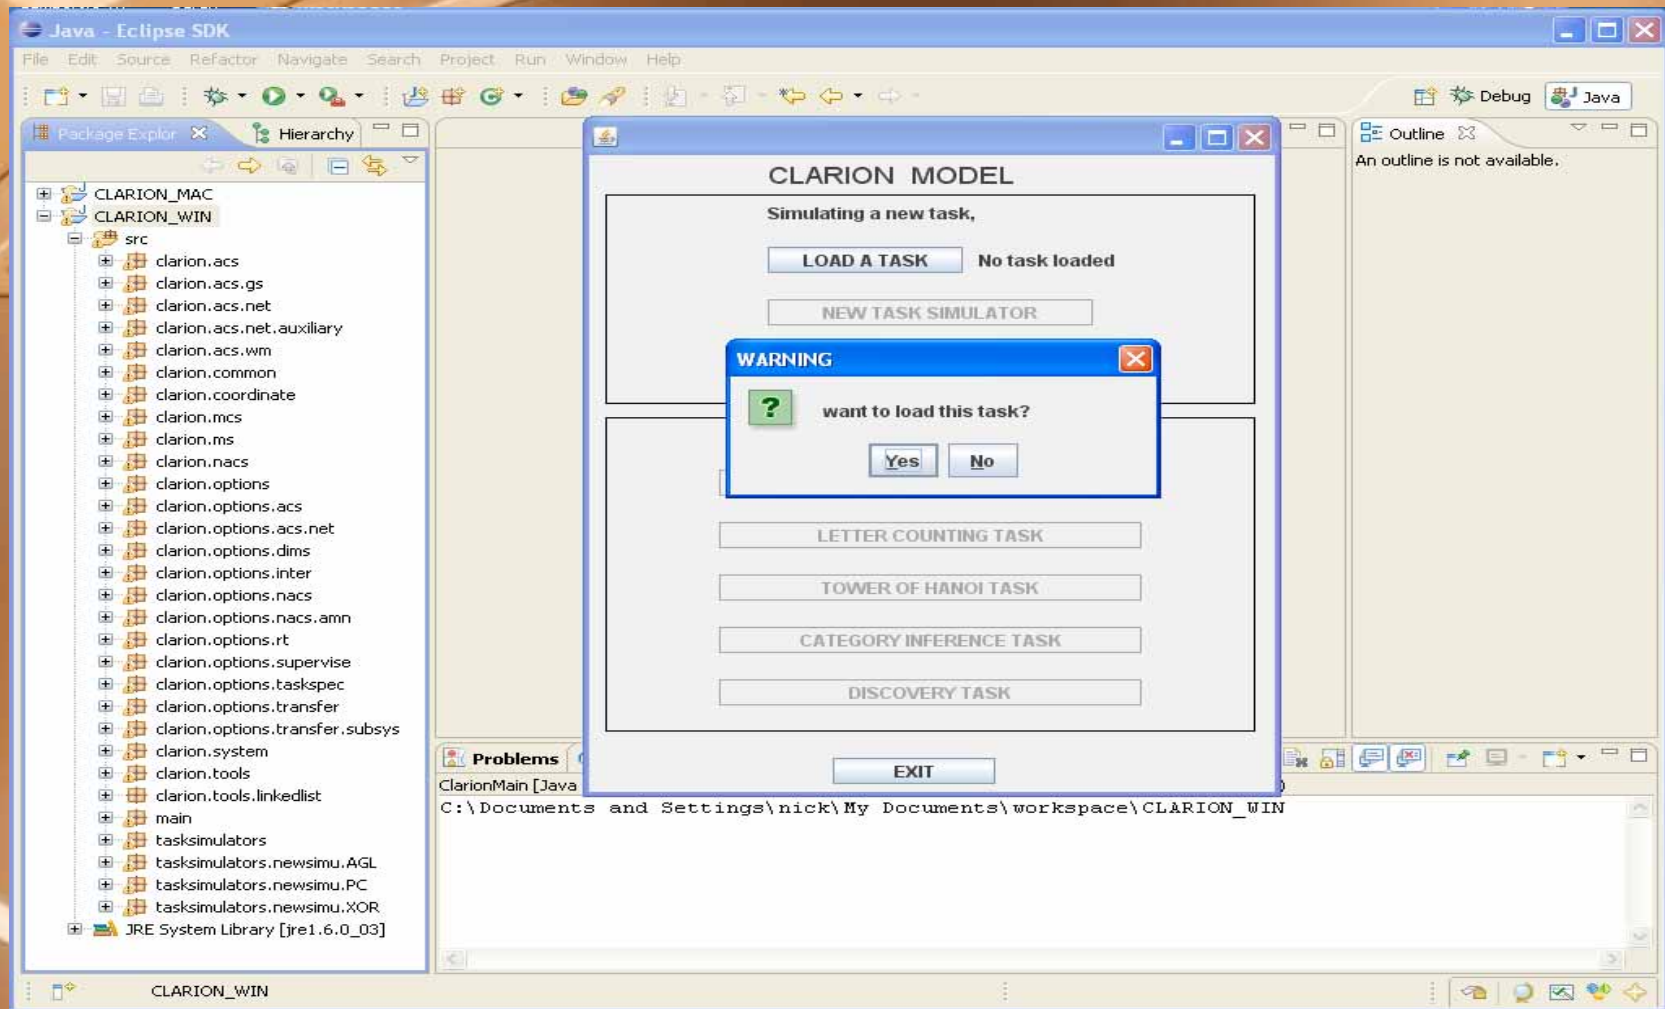 Java - Eclipse SDK
File Edit Source Refactor Navigate Search Project Run Window Help
Debug Java
Package Explor Hierarchy
CLARION_MAC
CLARION_WIN
src
clarion.acs
clarion.acs.gs
clarion.acs.net
clarion.acs.net.auxiliary
clarion.acs.wm
clarion.common
clarion.coordinate
clarion.mcs
clarion.ms
clarion.nacs
clarion.options
clarion.options.acs
clarion.options.acs.net
clarion.options.dims
clarion.options.inter
clarion.options.nacs
clarion.options.nacs.amn
clarion.options.rt
clarion.options.supervise
clarion.options.taskspec
clarion.options.transfer
clarion.options.transfer.subsys
clarion.system
clarion.tools
clarion.tools.linkedlist
main
tasksimulators
tasksimulators.newsimu.AGL
tasksimulators.newsimu.PC
tasksimulators.newsimu.XOR
JRE System Library [jre1.6.0_03]
CLARION MODEL
Simulating a new task,
LOAD A TASK No task loaded
NEW TASK SIMULATOR
WARNING
want to load this task?
Yes No
LETTER COUNTING TASK
TOWER OF HANOI TASK
CATEGORY INFERENCE TASK
DISCOVERY TASK
EXIT
Outline
An outline is not available.
Problems
ClarionMain [Java
C:\Documents and Settings\nick\My Documents\workspace\CLARION_WIN
CLARION_WIN